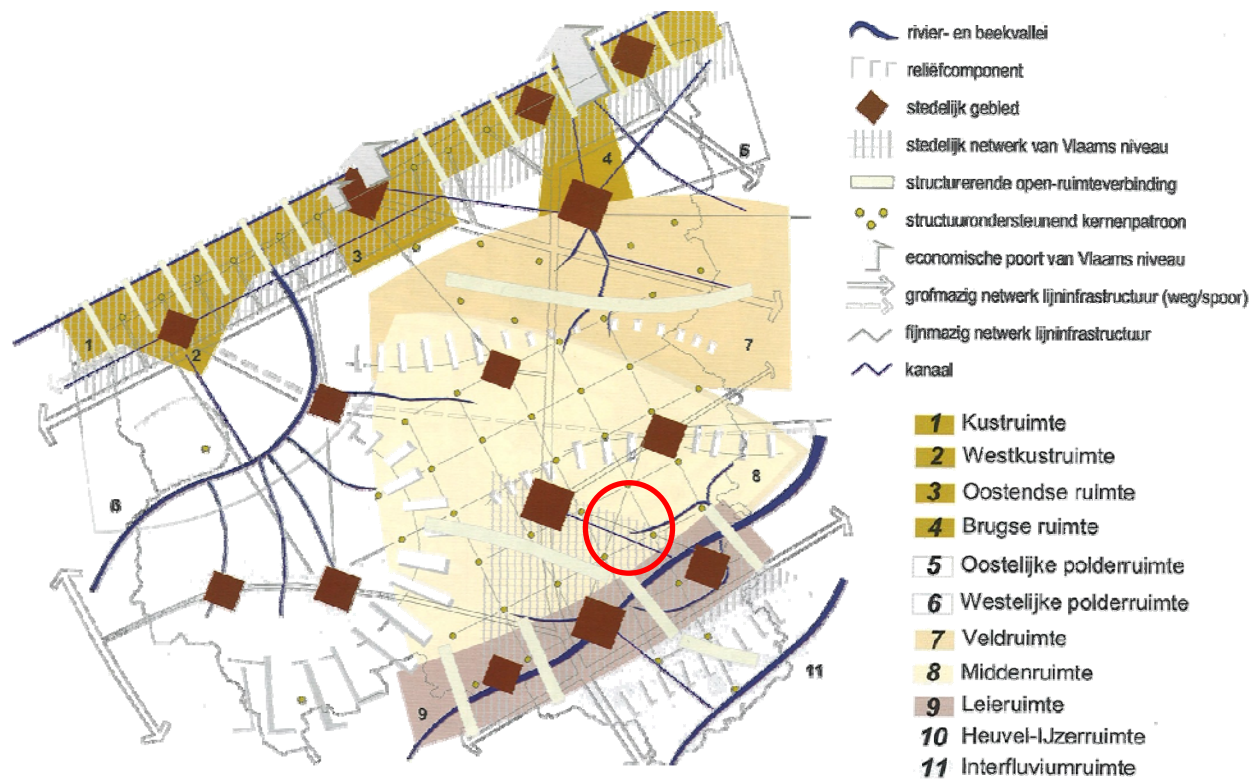 rivier- en beekvallei
reliëfcomponent
stedelijk gebied
stedelijk netwerk van Vlaams niveau
structurerende open-ruimteverbinding
structuurondersteunend kernenpatroon
economische poort van Vlaams niveau
grofmazig netwerk lijninfrastructuur (weg/spoor)
fijnmazig netwerk lijninfrastructuur
kanaal
1 Kustruimte
2 Westkustruimte
3 Oostendse ruimte
4 Brugse ruimte
5 Oostelijke polderruimte
6 Westelijke polderruimte
7 Veldruimte
8 Middenruimte
9 Leieruimte
10 Heuvel-IJzerruimte
11 Interfluviumruimte
5
4
3
1
2
7
8
6
11
9